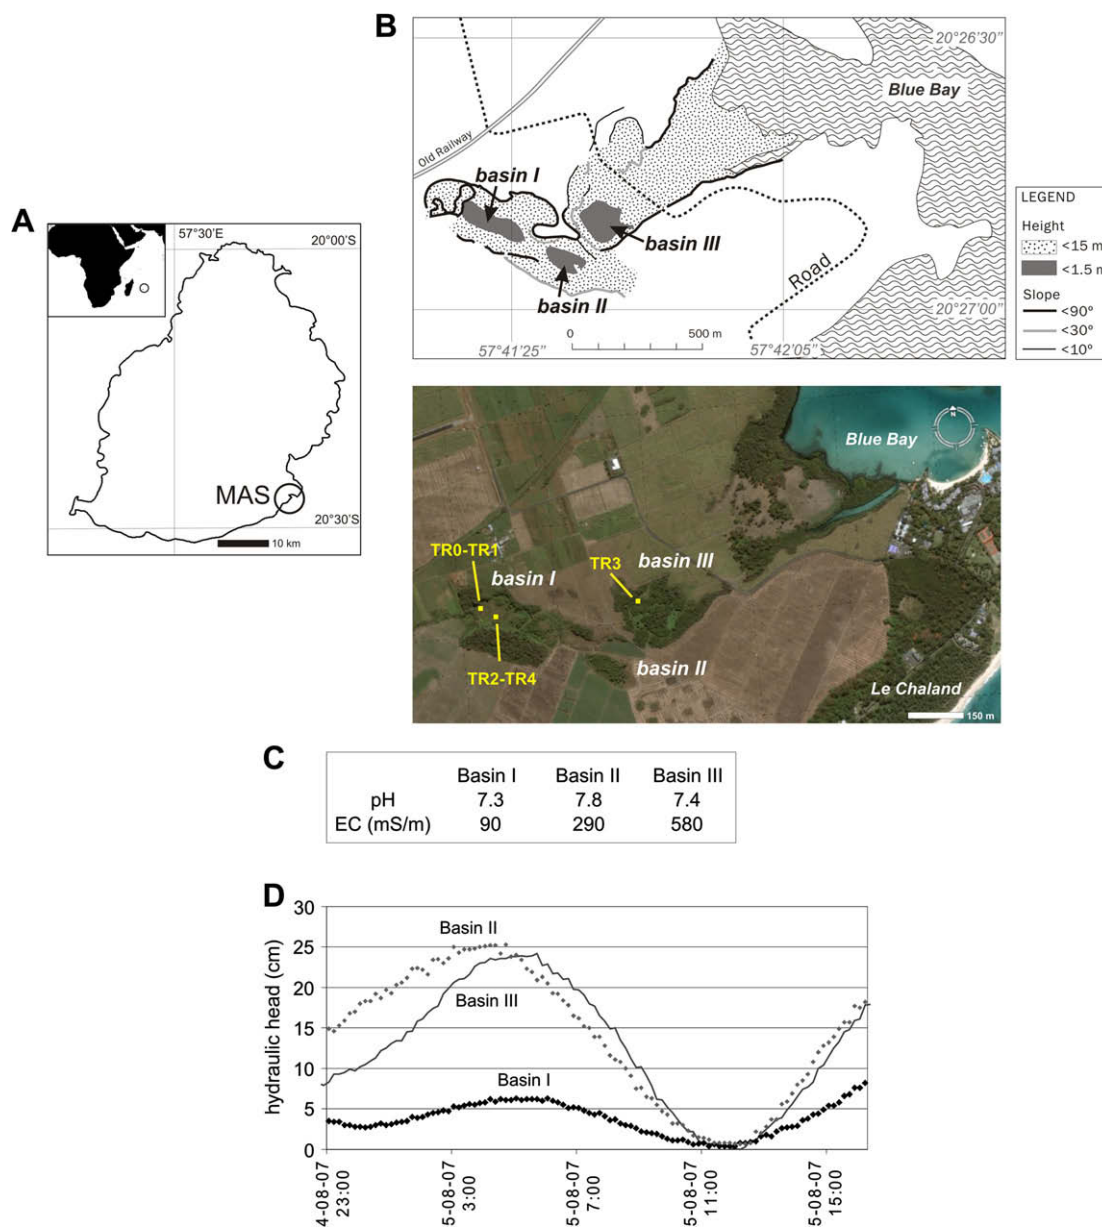 A
57°30'E
20°00'S
MAS
20°30'S
10 km
B
20°26'30"
Blue Bay
Old Railway
basin I
basin III
basin II
Road
0 500 m
20°27'00"
57°41'25"
57°42'05"
LEGEND
Height
<15 m
<1.5 m
Slope
<90º
<30º
<10º
Blue Bay
N
TR0-TR1
basin I
TR3
basin III
basin II
TR2-TR4
Le Chaland
150 m
C
Basin I Basin II Basin III
pH 7.3 7.8 7.4
EC (mS/m) 90 290 580
D
hydraulic head (cm)
30
25
20
15
10
5
0
Basin II
Basin III
Basin I
4-08-07
23:00
5-08-07
3:00
5-08-07
7:00
5-08-07
11:00
5-08-07
15:00